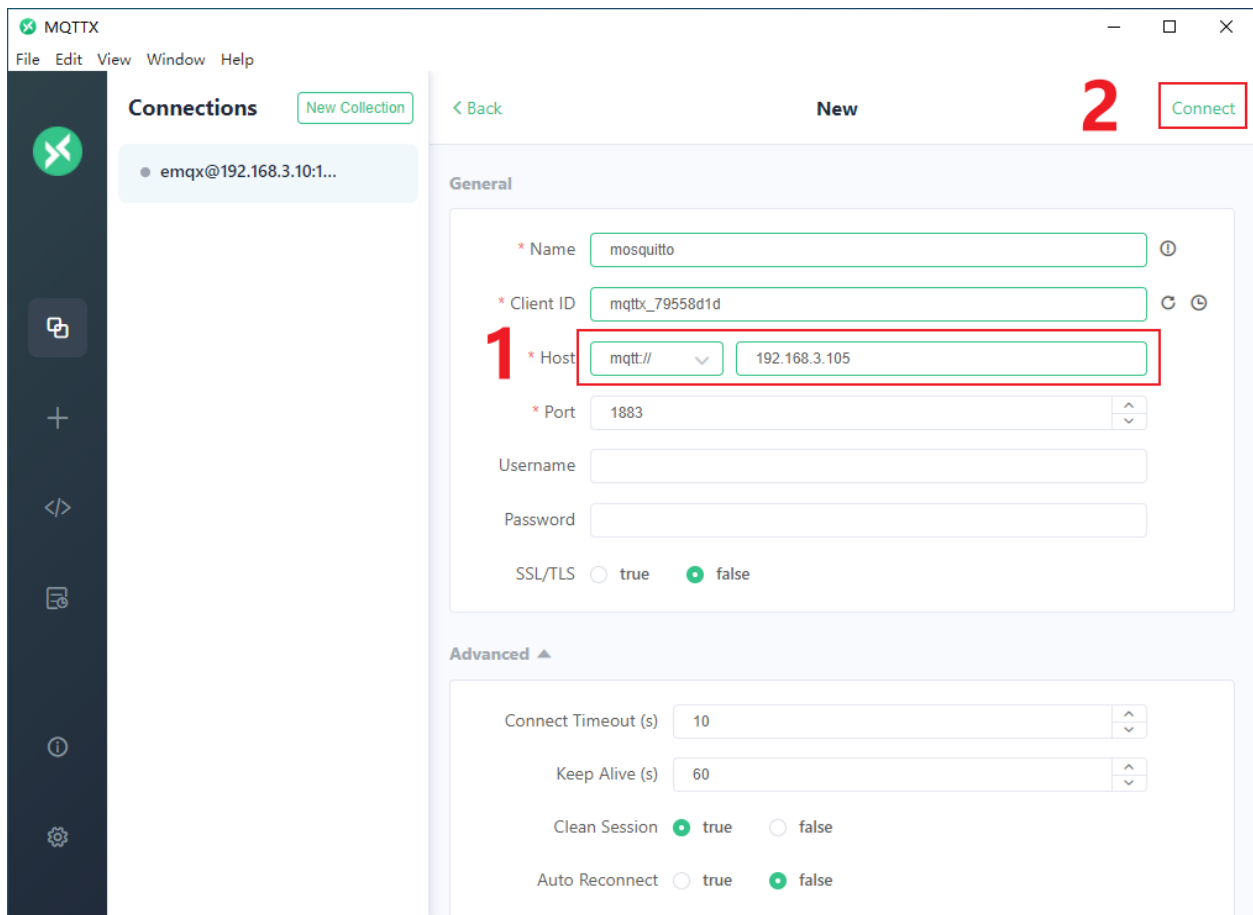 MQTTX
File Edit View Window Help
Connections
New Collection
emqx@192.168.3.10:1...
< Back
New
2
Connect
General
* Name mosquitto
* Client ID mqttx_79558d1d
1
* Host mqtt:// 192.168.3.105
* Port 1883
Username
Password
SSL/TLS true false
Advanced
Connect Timeout (s) 10
Keep Alive (s) 60
Clean Session true false
Auto Reconnect true false